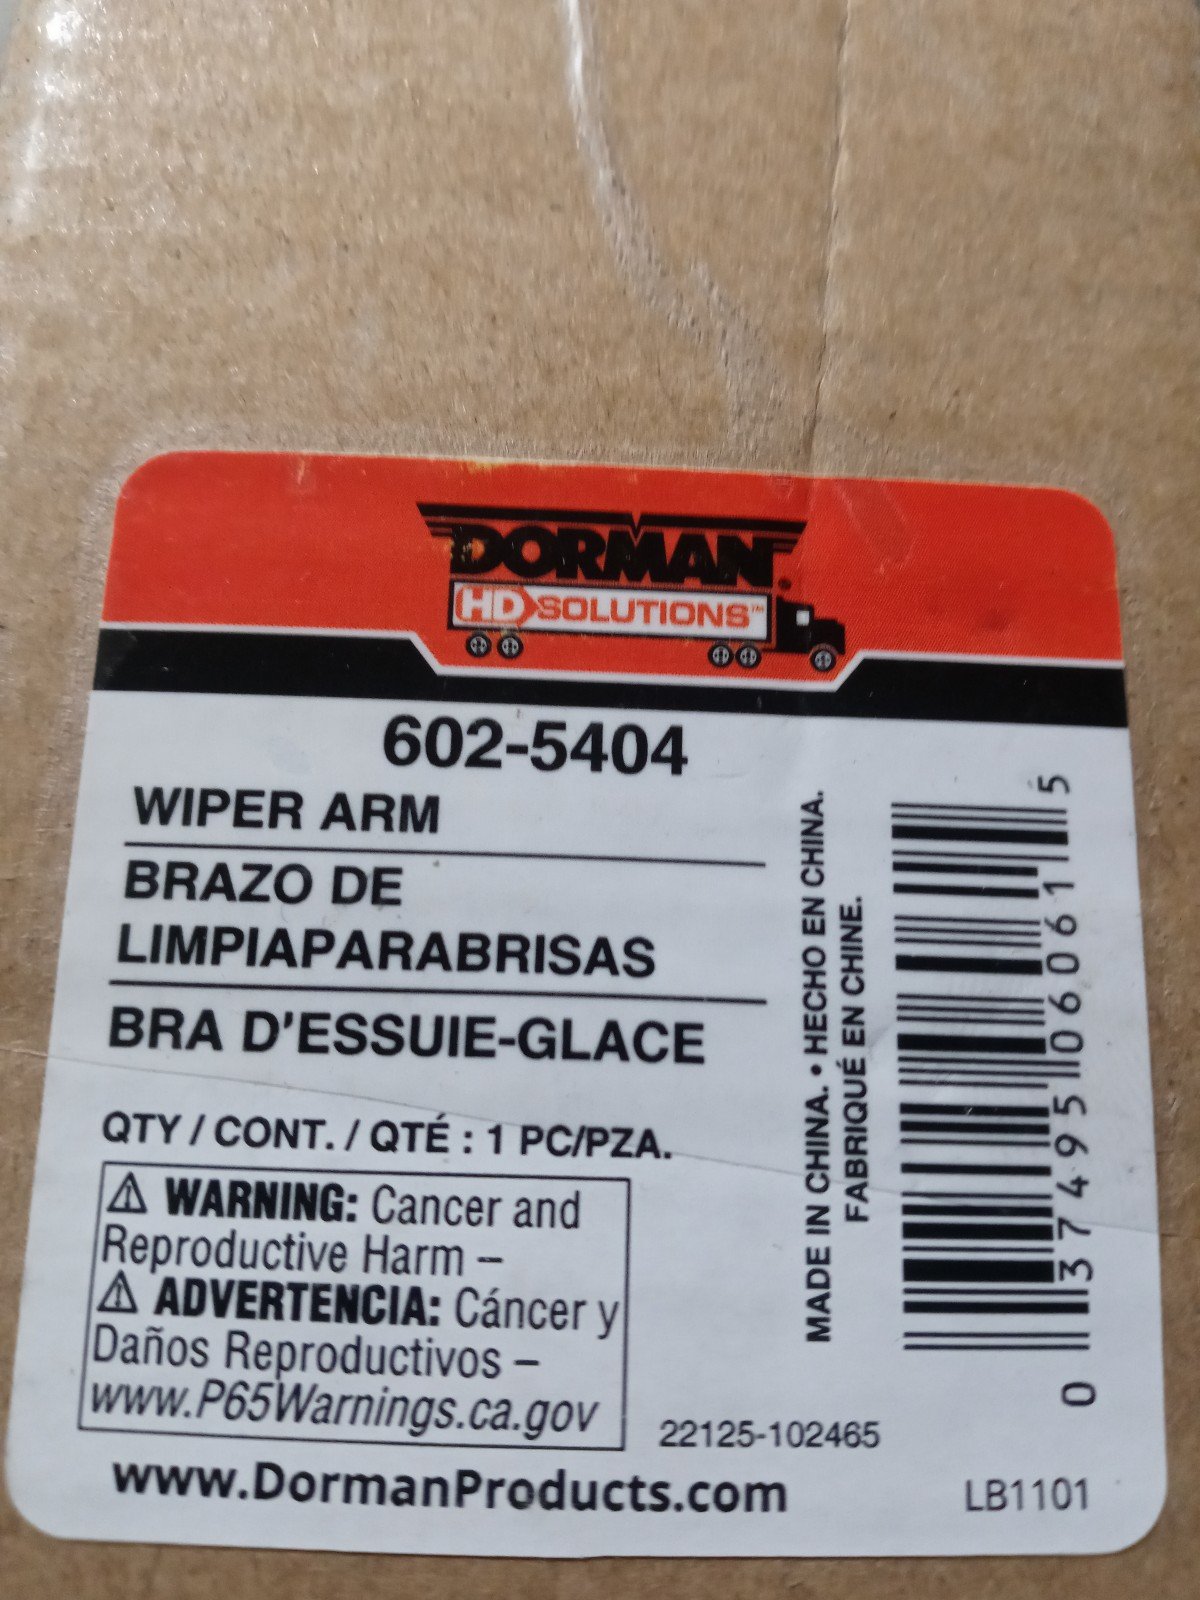 DORMAN
HD SOLUTIONS™
602-5404
WIPER ARM
BRAZO DE
LIMPIAPARABRISAS
BRA D'ESSUIE-GLACE
QTY / CONT. / QTÉ : 1 PC/PZA.
⚠ WARNING: Cancer and
Reproductive Harm –
⚠ ADVERTENCIA: Cáncer y
Daños Reproductivos –
www.P65Warnings.ca.gov
MADE IN CHINA. • HECHO EN CHINA.
FABRIQUÉ EN CHINE.
0 37495 06061 5
22125-102465
www.DormanProducts.com
LB1101